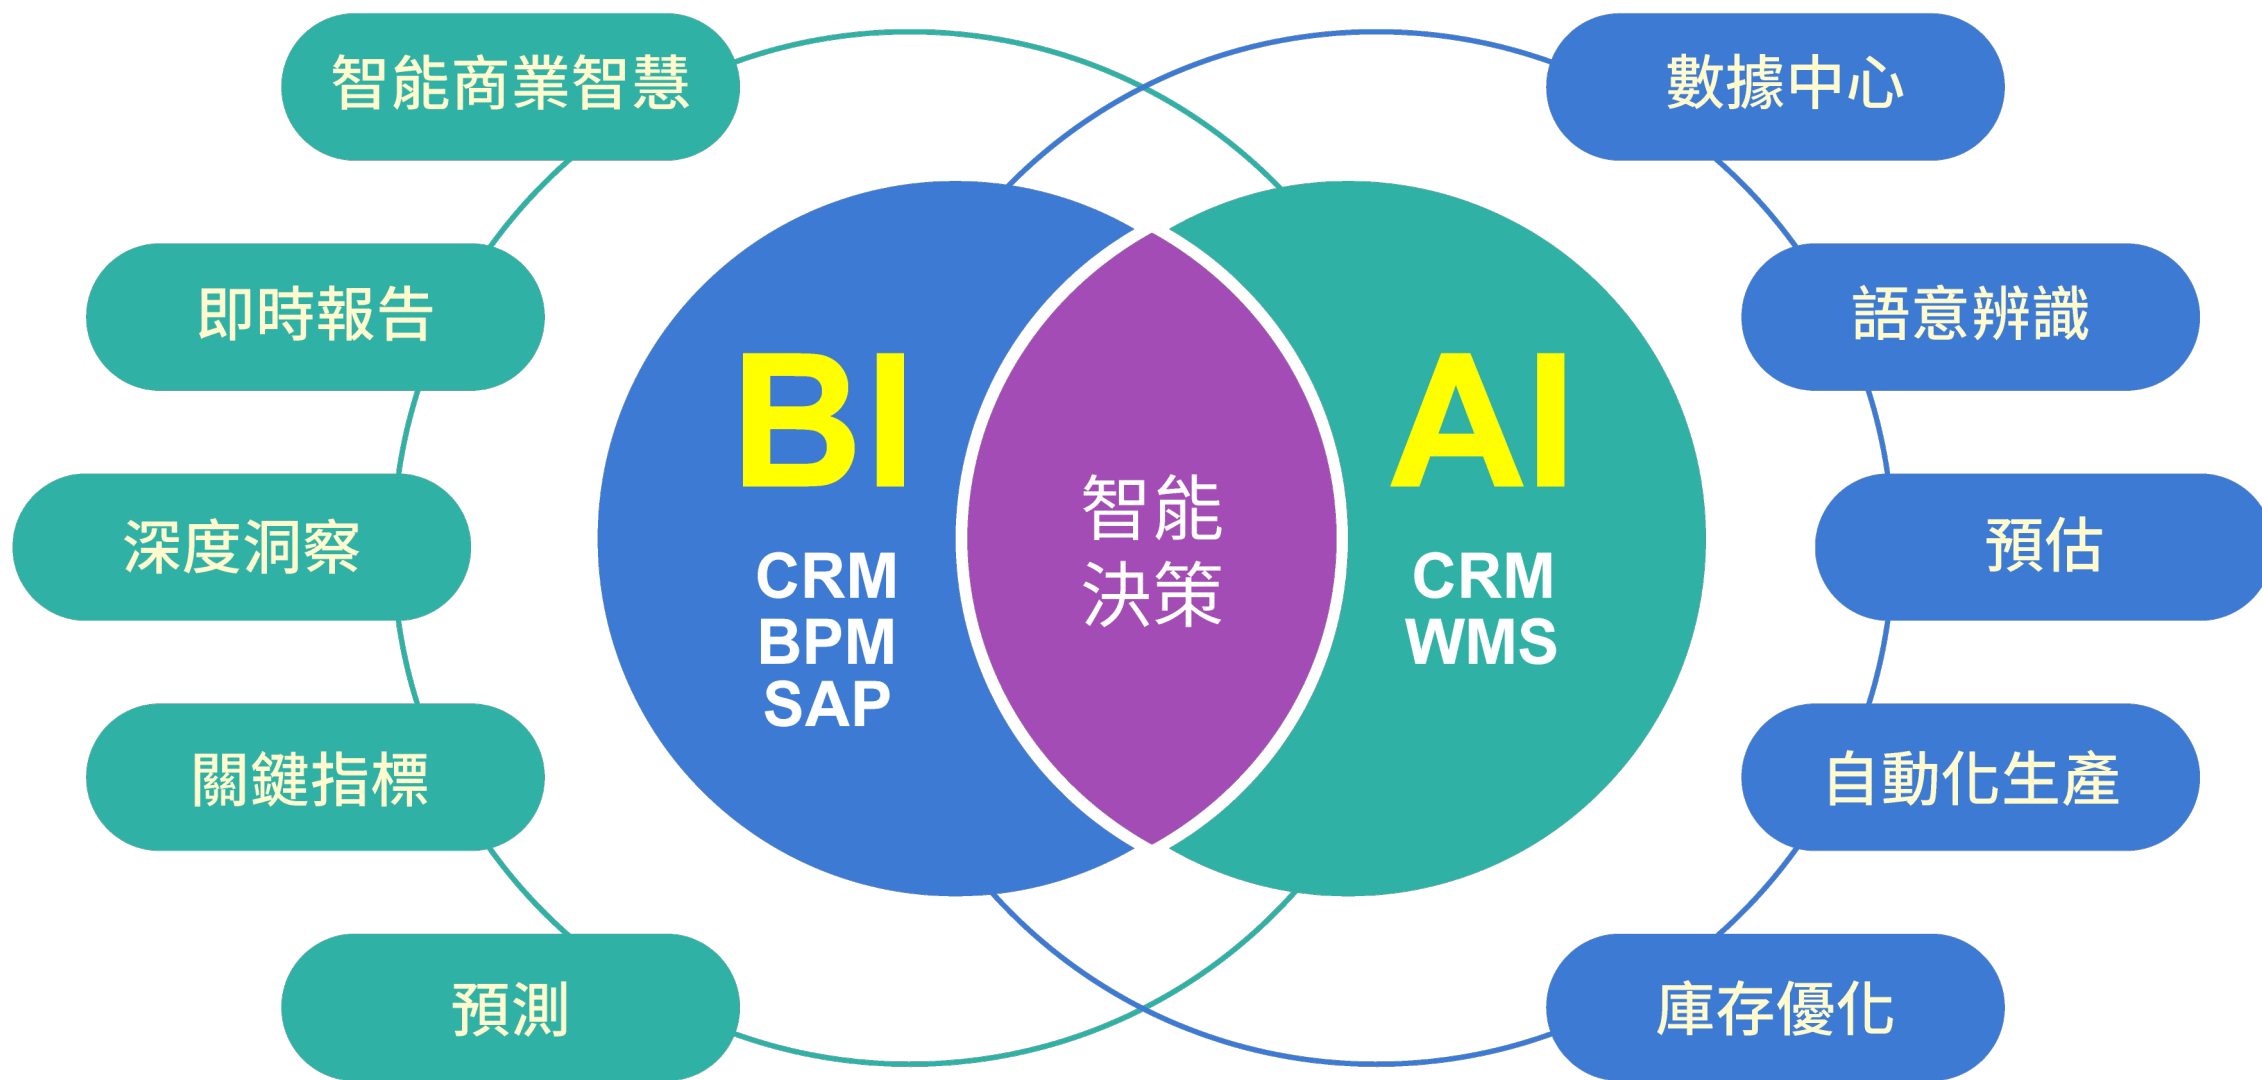 智能商業智慧
即時報告
深度洞察
關鍵指標
預測
BI
CRM
BPM
SAP
智能
決策
AI
CRM
WMS
數據中心
語意辨識
預估
自動化生產
庫存優化